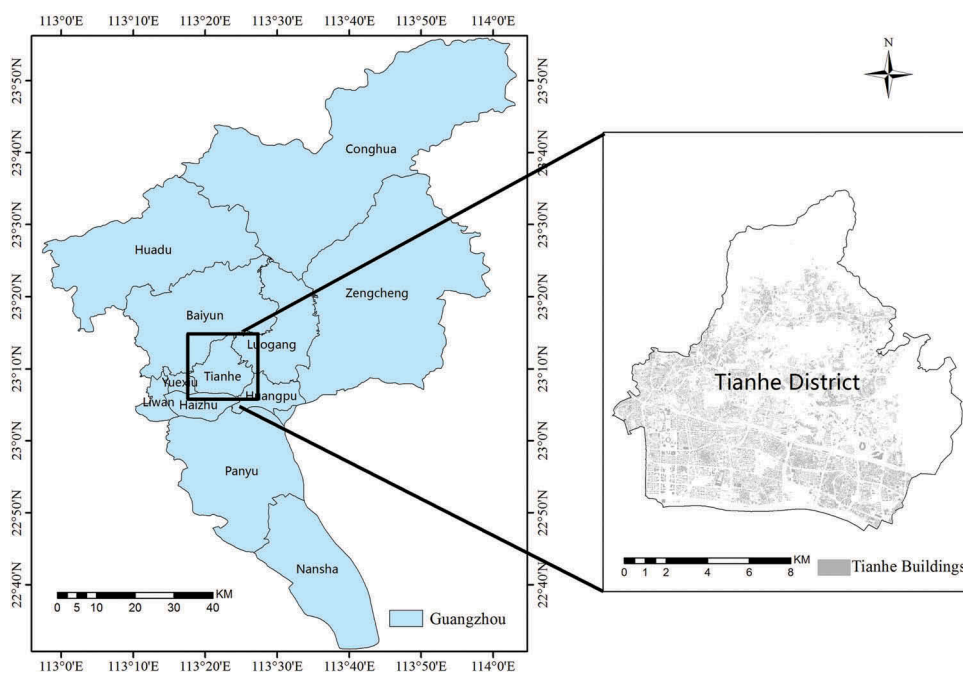 113°0'E 113°10'E 113°20'E 113°30'E 113°40'E 113°50'E 114°0'E
N
23°50'N 23°50'N
Conghua
23°40'N 23°40'N
23°30'N 23°30'N
Huadu
Zengcheng
23°20'N 23°20'N
Baiyun
Luogang
23°10'N 23°10'N
Tianhe
Yuexiu
Huangpu
Liwan Haizhu
Tianhe District
23°0'N 23°0'N
Panyu
22°50'N 22°50'N
Nansha
22°40'N 22°40'N
KM
0 5 10 20 30 40
Guangzhou
KM
0 1 2 4 6 8
Tianhe Buildings
113°0'E 113°10'E 113°20'E 113°30'E 113°40'E 113°50'E 114°0'E